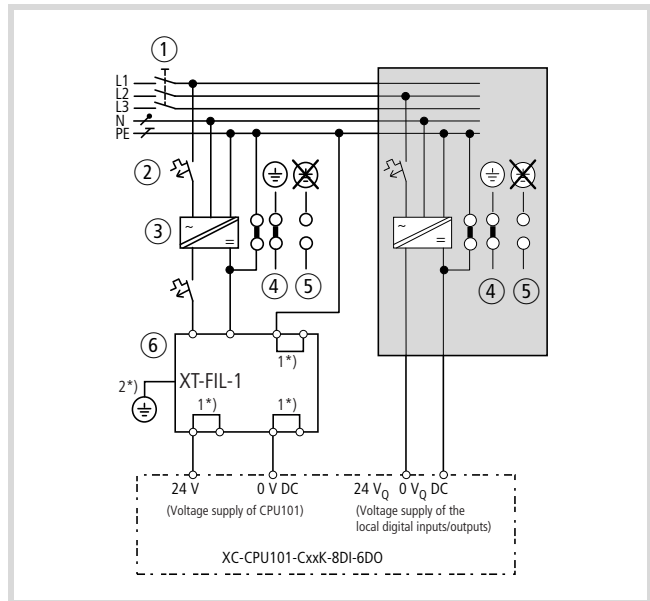 1
L1
L2
L3
N
PE
2
3
~
=
4
5
~
=
4
5
6
XT-FIL-1
1*)
2*)
1*)
1*)
24 V
0 V DC
24 VQ 0 VQ DC
(Voltage supply of CPU101)
(Voltage supply of the
local digital inputs/outputs)
XC-CPU101-CxxK-8DI-6DO